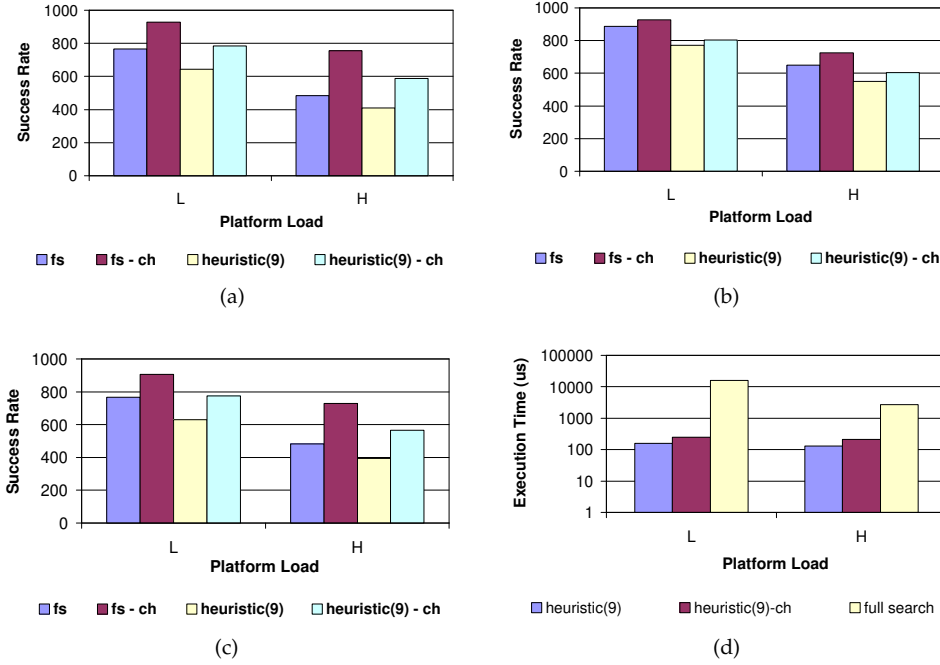 1000
800
600
400
200
0
Success Rate
L H
Platform Load
fs fs - ch heuristic(9) heuristic(9) - ch
(a)
1000
800
600
400
200
0
Success Rate
L H
Platform Load
fs fs - ch heuristic(9) heuristic(9) - ch
(b)
1000
800
600
400
200
0
Success Rate
L H
Platform Load
fs fs - ch heuristic(9) heuristic(9) - ch
(c)
100000
10000
1000
100
10
1
Execution Time (us)
L H
Platform Load
heuristic(9) heuristic(9)-ch full search
(d)